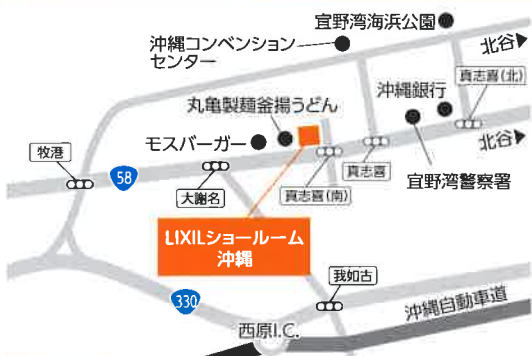 宜野湾海浜公園
沖縄コンベンション
センター
北谷
真志喜(北)
沖縄銀行
丸亀製麺釜揚うどん
モスバーガー
北谷
牧港
58
大謝名
真志喜(南)
真志喜
宜野湾警察署
LIXILショールーム
沖縄
我如古
330
沖縄自動車道
西原I.C.